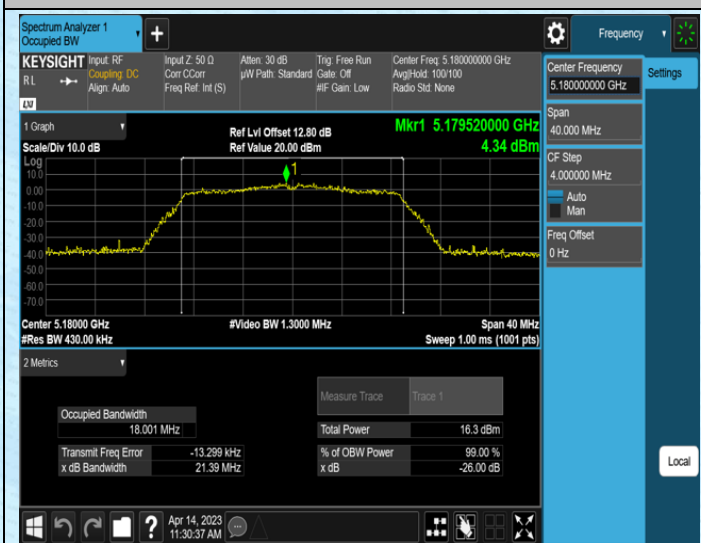 Spectrum Analyzer 1
Occupied BW
+
Frequency
KEYSIGHT
RL
LXI
Input: RF
Coupling: DC
Align: Auto
Input Z: 50 Ω
Corr CCorr
Freq Ref: Int (S)
Atten: 30 dB
µW Path: Standard
Trig: Free Run
Gate: Off
#IF Gain: Low
Center Freq: 5.180000000 GHz
Avg|Hold: 100/100
Radio Std: None
Center Frequency
5.180000000 GHz
Settings
Span
40.000 MHz
CF Step
4.000000 MHz
Auto
Man
Freq Offset
0 Hz
Local
1 Graph
Scale/Div 10.0 dB
Ref Lvl Offset 12.80 dB
Ref Value 20.00 dBm
Mkr1 5.179520000 GHz
4.34 dBm
Log
1
10.0
0.00
-10.0
-20.0
-30.0
-40.0
-50.0
-60.0
-70.0
Center 5.18000 GHz
#Res BW 430.00 kHz
#Video BW 1.3000 MHz
Span 40 MHz
Sweep 1.00 ms (1001 pts)
2 Metrics
Measure Trace Trace 1
Occupied Bandwidth
18.001 MHz
Total Power 16.3 dBm
Transmit Freq Error -13.299 kHz
% of OBW Power 99.00 %
x dB Bandwidth 21.39 MHz
x dB -26.00 dB
?
Apr 14, 2023
11:30:37 AM